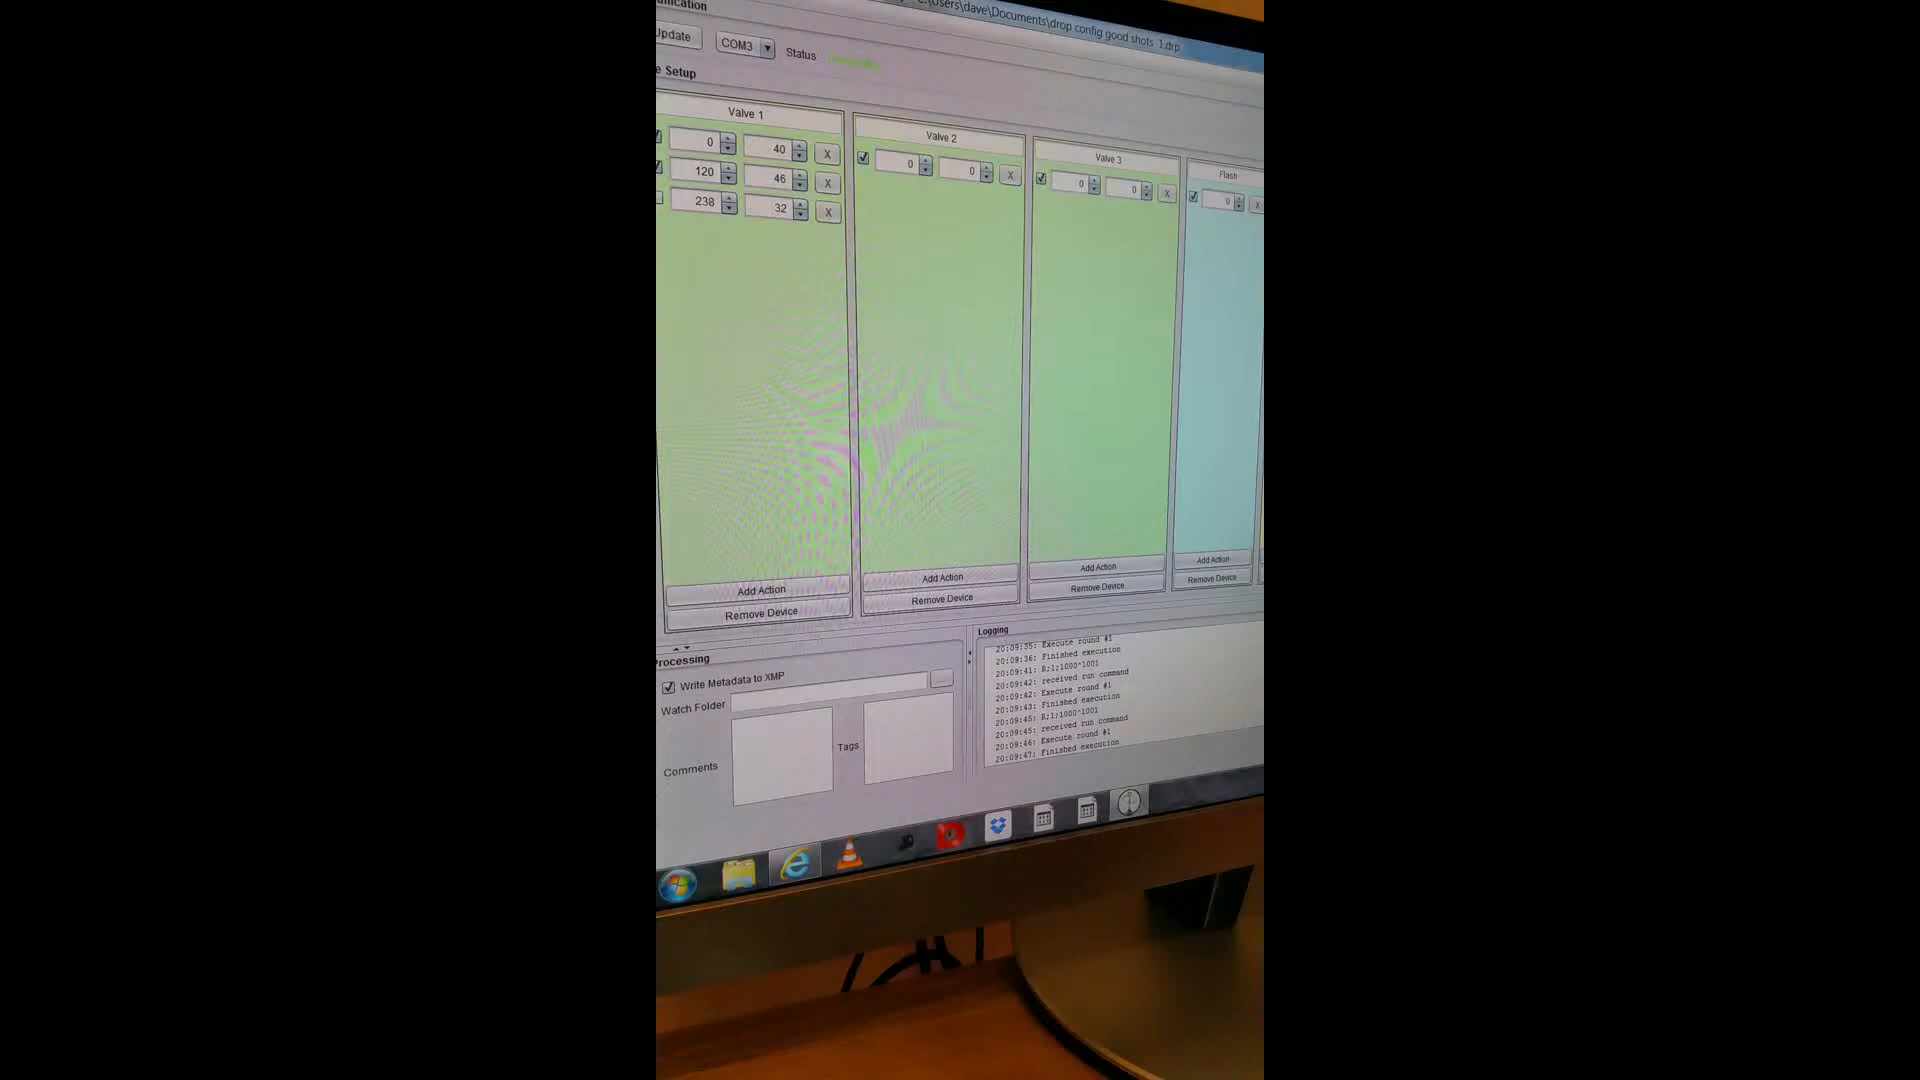 C:\Users\dave\Documents\drop config good shots 1.drp
COM3
Status
Setup
Valve 1
0 40 X
120 46 X
238 32 X
Add Action
Remove Device
Valve 2
0 0 X
Add Action
Remove Device
Valve 3
0 0 X
Add Action
Remove Device
Flash
0 X
Add Action
Remove Device
Write Metadata to XMP
Watch Folder
Comments
Tags
Logging
20:09:35: Execute round #1
20:09:36: Finished execution
20:09:41: R;1;1000^1001
20:09:42: received run command
20:09:42: Execute round #1
20:09:43: Finished execution
20:09:45: R;1;1000^1001
20:09:45: received run command
20:09:46: Execute round #1
20:09:47: Finished execution